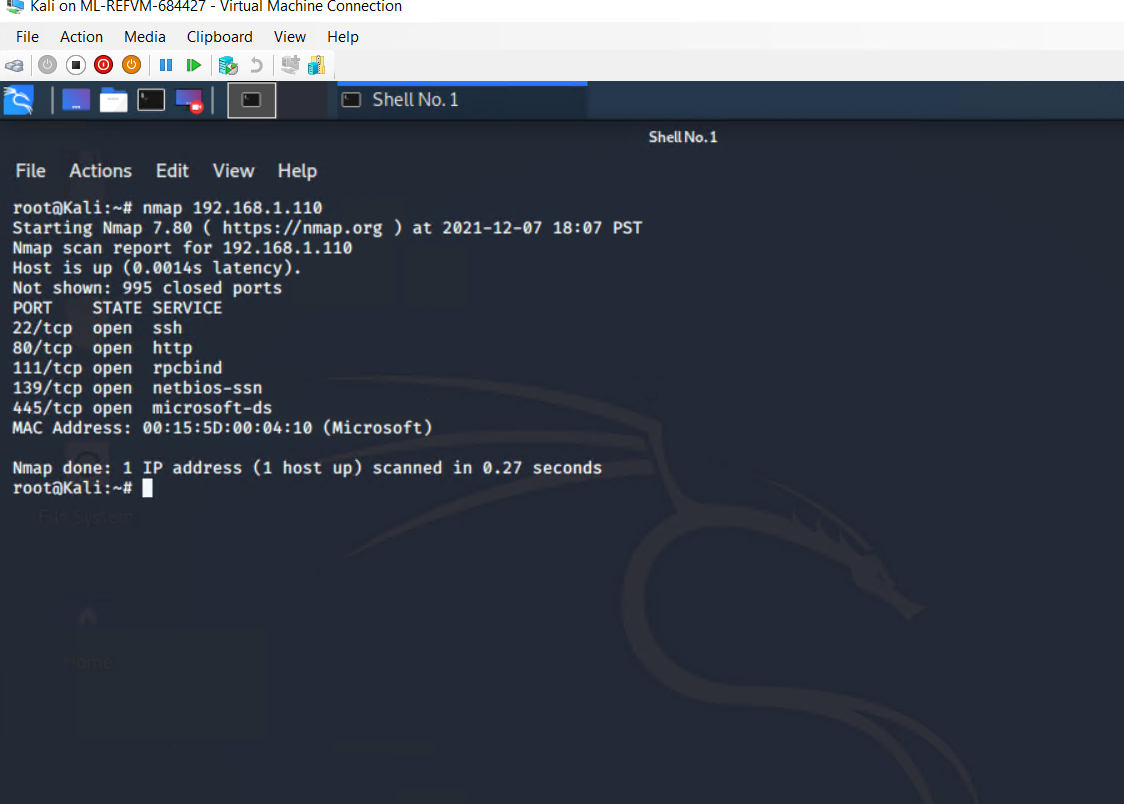 Kali on ML-REFVM-684427 - Virtual Machine Connection
File Action Media Clipboard View Help
Shell No. 1
Shell No.1
File Actions Edit View Help
root@Kali:~# nmap 192.168.1.110
Starting Nmap 7.80 ( https://nmap.org ) at 2021-12-07 18:07 PST
Nmap scan report for 192.168.1.110
Host is up (0.0014s latency).
Not shown: 995 closed ports
PORT    STATE SERVICE
22/tcp  open  ssh
80/tcp  open  http
111/tcp open  rpcbind
139/tcp open  netbios-ssn
445/tcp open  microsoft-ds
MAC Address: 00:15:5D:00:04:10 (Microsoft)
Nmap done: 1 IP address (1 host up) scanned in 0.27 seconds
root@Kali:~#
File System
Home